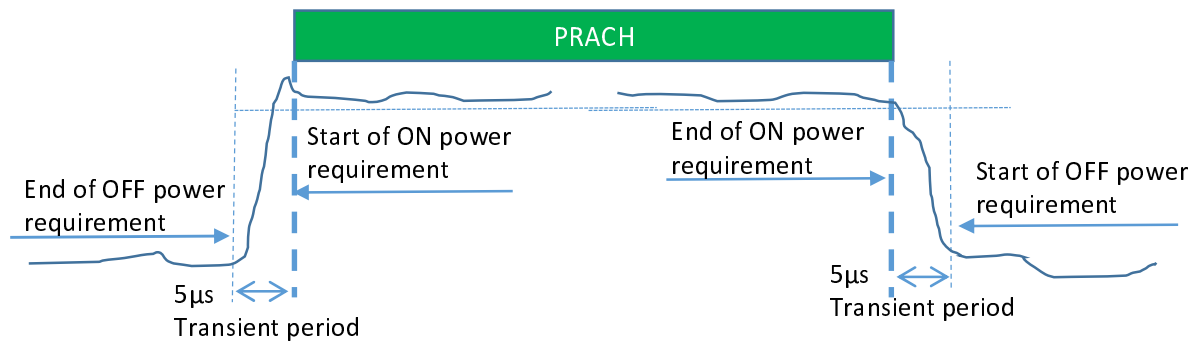 PRACH
Start of ON power
requirement
End of ON power
requirement
End of OFF power
requirement
Start of OFF power
requirement
5µs
Transient period
5µs
Transient period